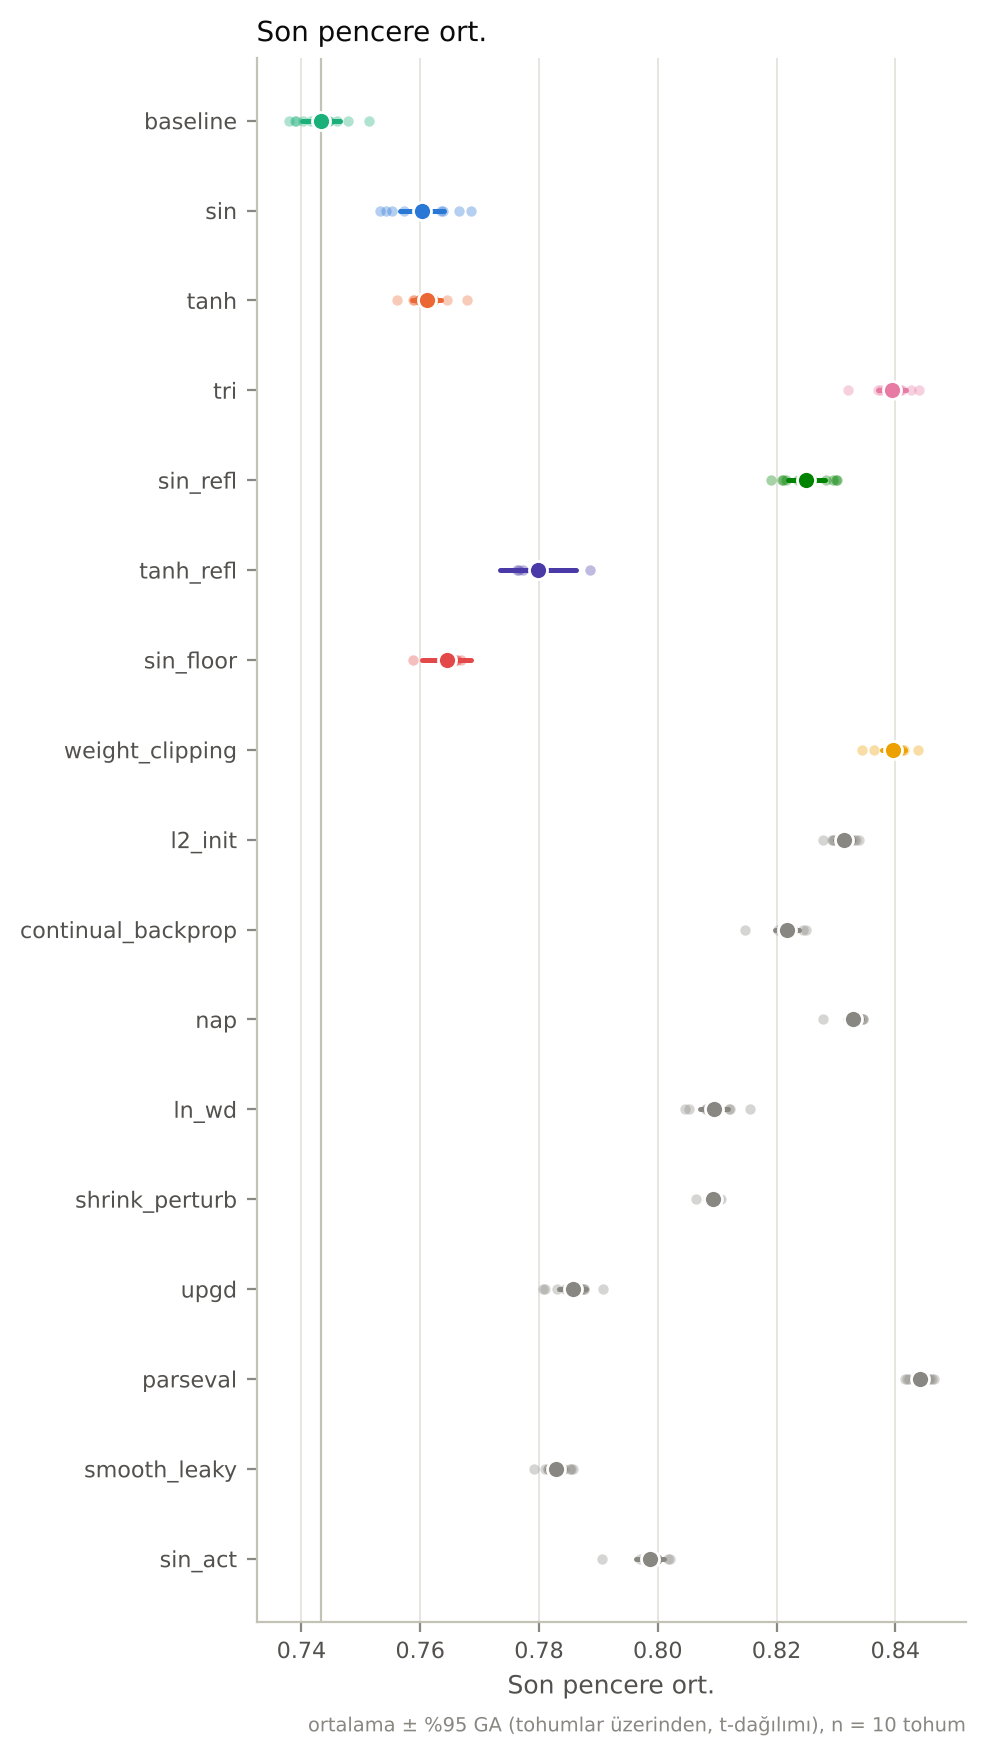 Son pencere ort.
baseline
sin
tanh
tri
sin_refl
tanh_refl
sin_floor
weight_clipping
l2_init
continual_backprop
nap
ln_wd
shrink_perturb
upgd
parseval
smooth_leaky
sin_act
0.74 0.76 0.78 0.80 0.82 0.84
Son pencere ort.
ortalama ± %95 GA (tohumlar üzerinden, t-dağılımı), n = 10 tohum